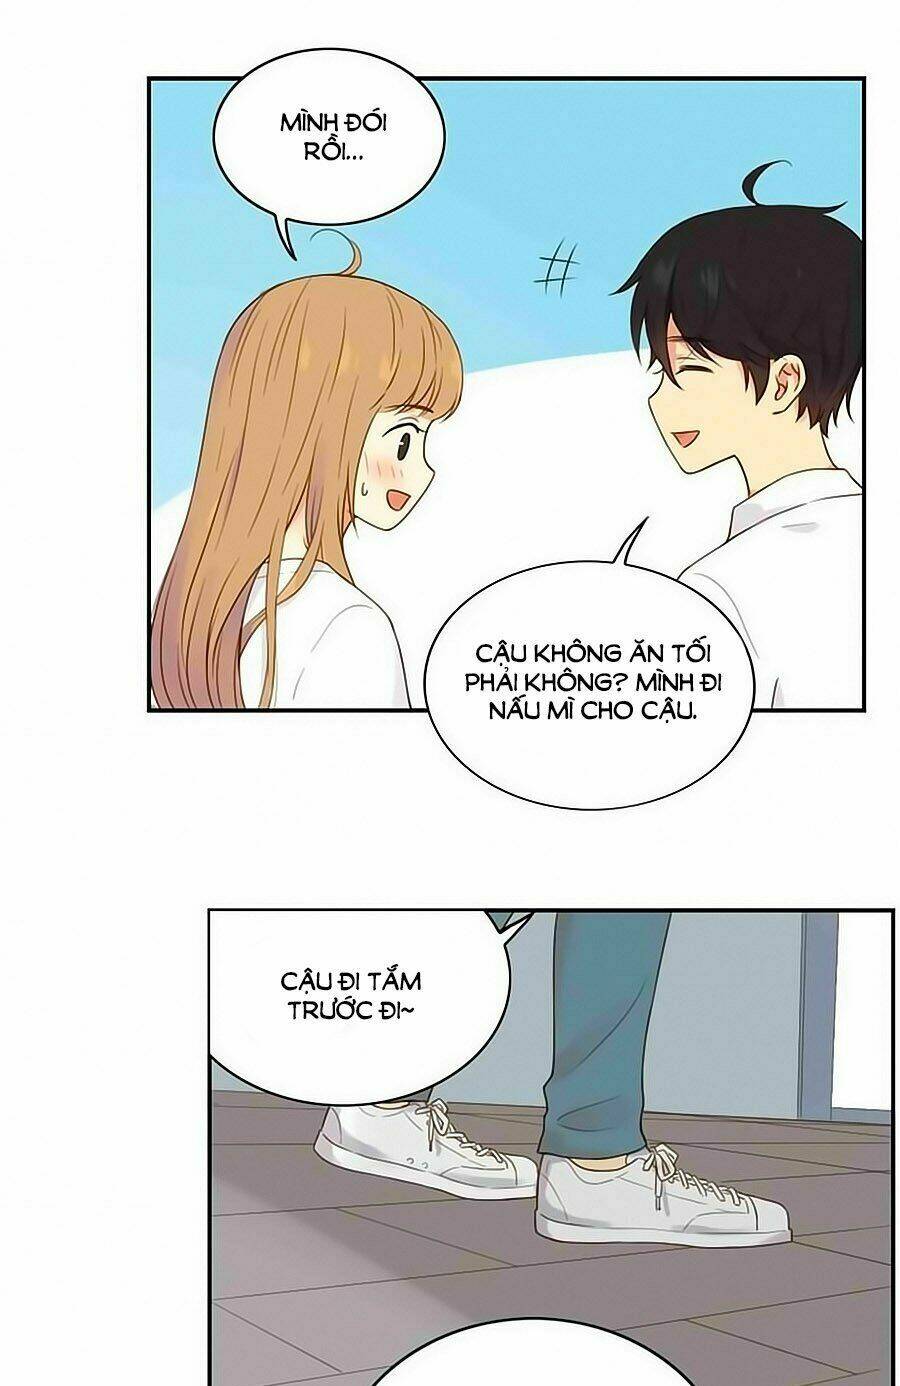 MÌNH ĐÓI
RỒI...
CẬU KHÔNG ĂN TỐI
PHẢI KHÔNG? MÌNH ĐI
NẤU MÌ CHO CẬU.
CẬU ĐI TẮM
TRƯỚC ĐI~